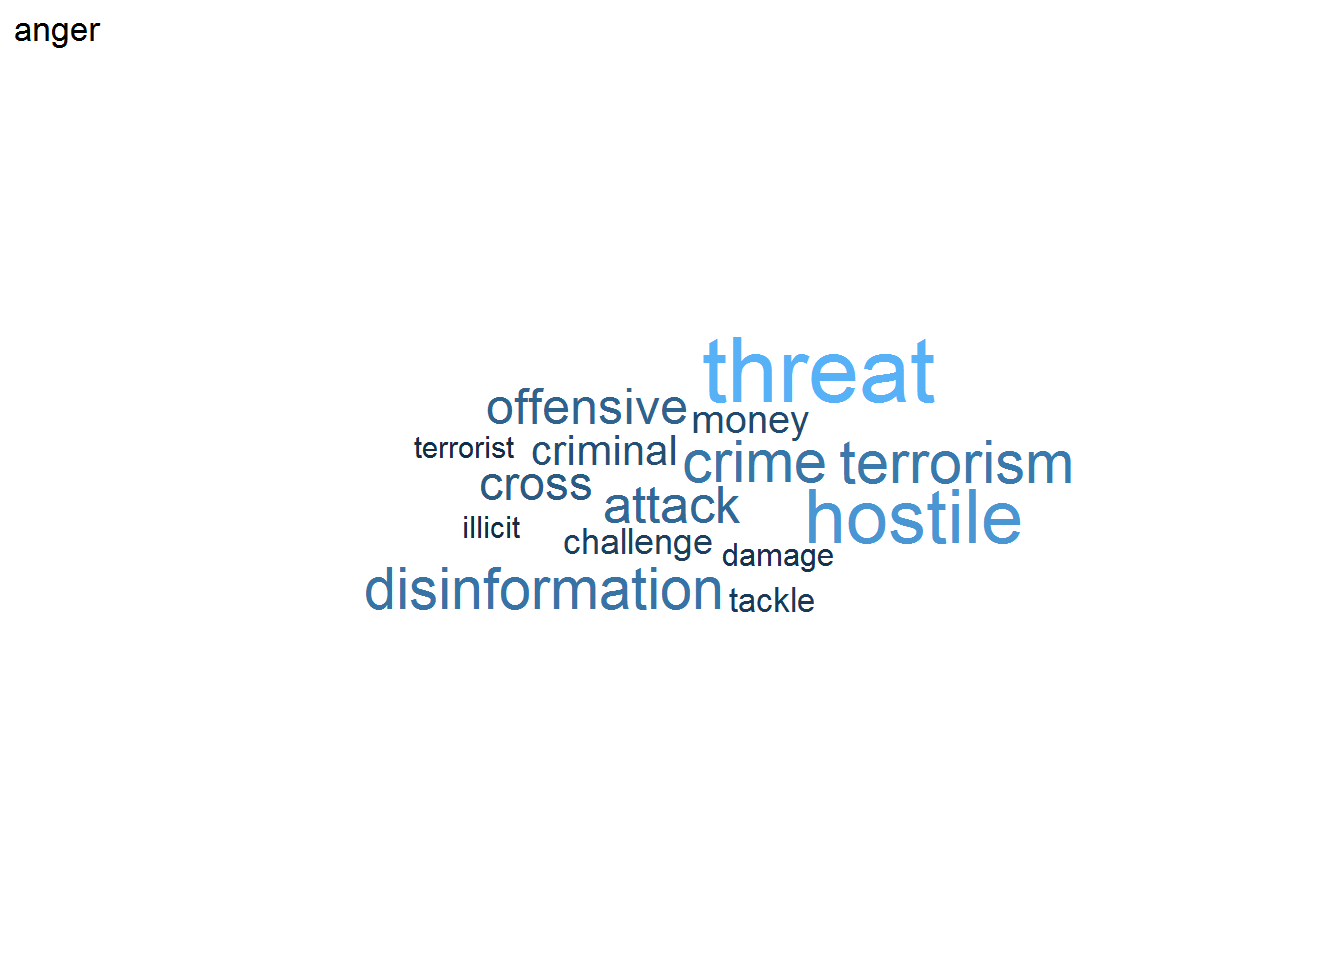 anger
threat
offensive
money
terrorist
criminal
crime
terrorism
cross
attack
hostile
illicit
challenge
damage
disinformation
tackle